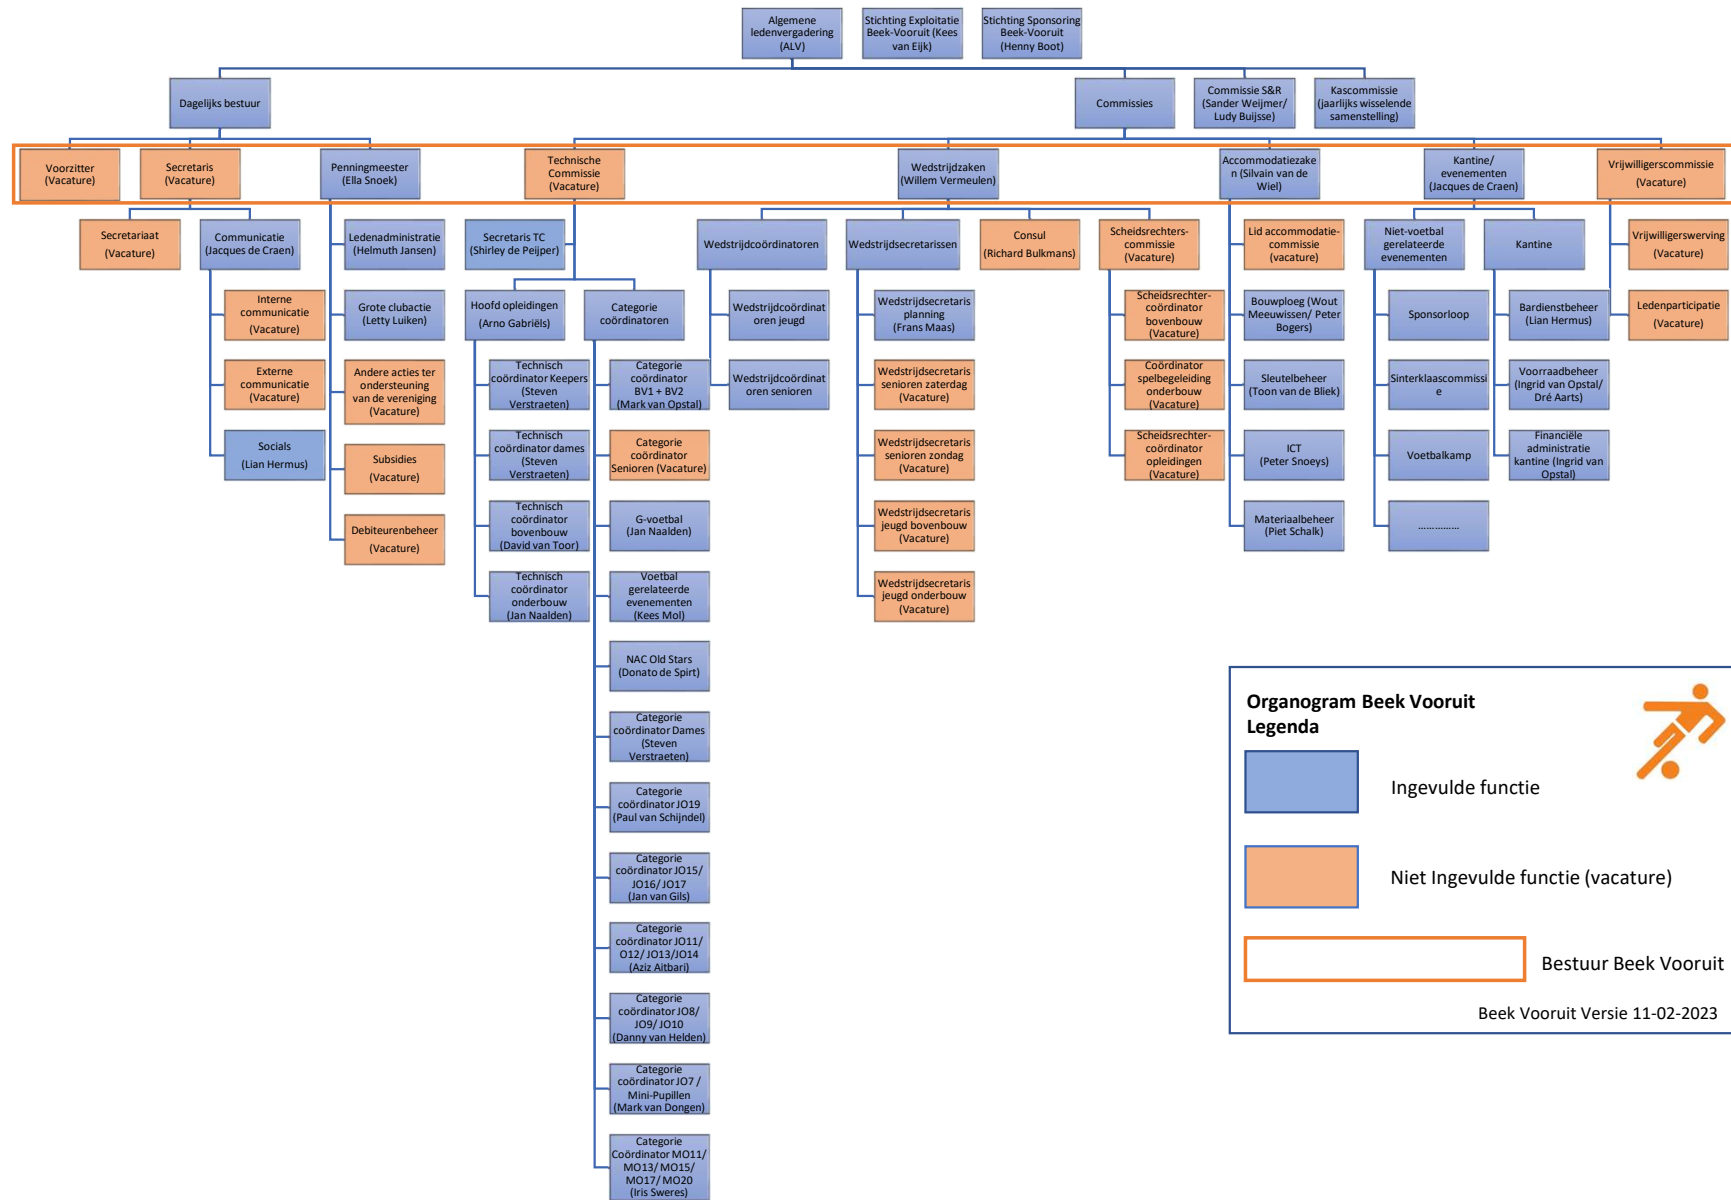 Algemene
ledenvergadering
(ALV)
Stichting Exploitatie
Beek-Vooruit (Kees
van Eijk)
Stichting Sponsoring
Beek-Vooruit
(Henny Boot)
Dagelijks bestuur
Commissies
Commissie S&R
(Sander Weijmer/
Ludy Buijsse)
Kascommissie
(jaarlijks wisselende
samenstelling)
Voorzitter
(Vacature)
Secretaris
(Vacature)
Penningmeester
(Ella Snoek)
Technische
Commissie
(Vacature)
Wedstrijdzaken
(Willem Vermeulen)
Accommodatiezake
n (Silvain van de
Wiel)
Kantine/
evenementen
(Jacques de Craen)
Vrijwilligerscommissie
(Vacature)
Secretariaat
(Vacature)
Communicatie
(Jacques de Craen)
Interne
communicatie
(Vacature)
Externe
communicatie
(Vacature)
Socials
(Lian Hermus)
Ledenadministratie
(Helmuth Jansen)
Grote clubactie
(Letty Luiken)
Andere acties ter
ondersteuning
van de vereniging
(Vacature)
Subsidies
(Vacature)
Debiteurenbeheer
(Vacature)
Secretaris TC
(Shirley de Peijper)
Hoofd opleidingen
(Arno Gabriëls)
Technisch
coördinator Keepers
(Steven
Verstraeten)
Technisch
coördinator dames
(Steven
Verstraeten)
Technisch
coördinator
bovenbouw
(David van Toor)
Technisch
coördinator
onderbouw
(Jan Naalden)
Categorie
coördinatoren
Categorie
coördinator
BV1 + BV2
(Mark van Opstal)
Categorie
coördinator
Senioren (Vacature)
G-voetbal
(Jan Naalden)
Voetbal
gerelateerde
evenementen
(Kees Mol)
NAC Old Stars
(Donato de Spirt)
Categorie
coördinator Dames
(Steven
Verstraeten)
Categorie
coördinator JO19
(Paul van Schijndel)
Categorie
coördinator JO15/
JO16/ JO17
(Jan van Gils)
Categorie
coördinator JO11/
O12/ JO13/JO14
(Aziz Aitbari)
Categorie
coördinator JO8/
JO9/ JO10
(Danny van Helden)
Categorie
coördinator JO7 /
Mini-Pupillen
(Mark van Dongen)
Categorie
Coördinator MO11/
MO13/ MO15/
MO17/ MO20
(Iris Sweres)
Wedstrijdcoördinatoren
Wedstrijdcoördinat
oren jeugd
Wedstrijdcoördinat
oren senioren
Wedstrijdsecretarissen
Wedstrijdsecretaris
planning
(Frans Maas)
Wedstrijdsecretaris
senioren zaterdag
(Vacature)
Wedstrijdsecretaris
senioren zondag
(Vacature)
Wedstrijdsecretaris
jeugd bovenbouw
(Vacature)
Wedstrijdsecretaris
jeugd onderbouw
(Vacature)
Consul
(Richard Bulkmans)
Scheidsrechters-
commissie
(Vacature)
Scheidsrechter-
coördinator
bovenbouw
(Vacature)
Coördinator
spelbegeleiding
onderbouw
(Vacature)
Scheidsrechter-
coördinator
opleidingen
(Vacature)
Lid accommodatie-
commissie
(vacature)
Bouwploeg (Wout
Meeuwissen/ Peter
Bogers)
Sleutelbeheer
(Toon van de Bliek)
ICT
(Peter Snoeys)
Materiaalbeheer
(Piet Schalk)
Niet-voetbal
gerelateerde
evenementen
Sponsorloop
Sinterklaascommissi
e
Voetbalkamp
……………
Kantine
Bardienstbeheer
(Lian Hermus)
Voorraadbeheer
(Ingrid van Opstal/
Dré Aarts)
Financiële
administratie
kantine (Ingrid van
Opstal)
Vrijwilligerswerving
(Vacature)
Ledenparticipatie
(Vacature)
Organogram Beek Vooruit
Legenda
Ingevulde functie
Niet Ingevulde functie (vacature)
Bestuur Beek Vooruit
Beek Vooruit Versie 11-02-2023